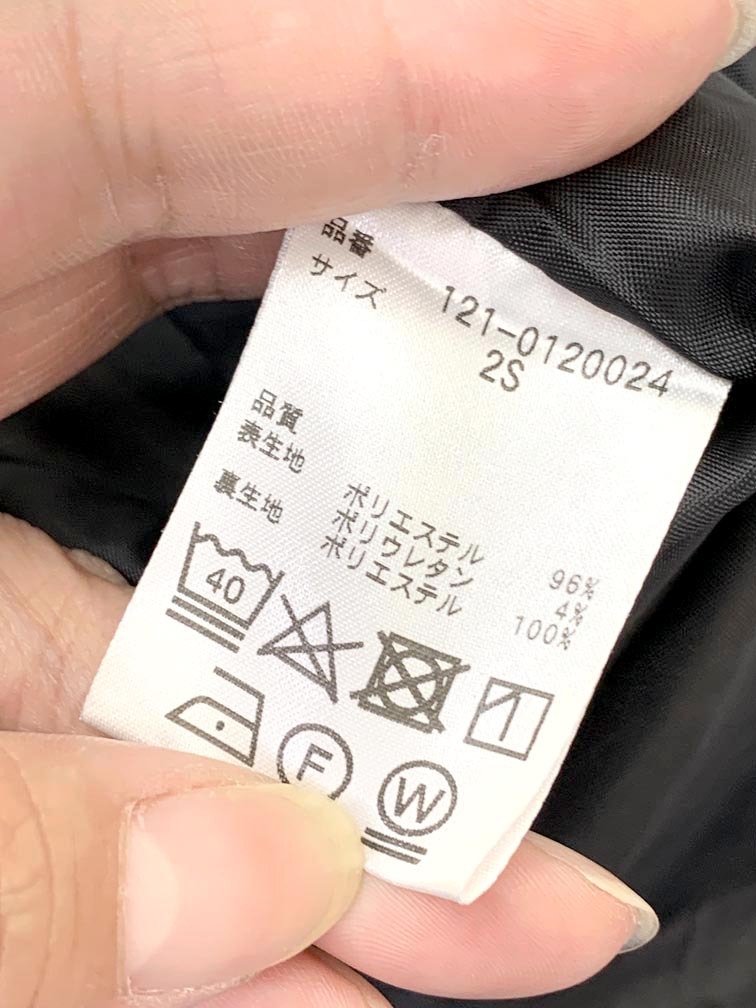 品番 121-0120024
サイズ 2S
品質
表生地 ポリエステル 96%
ポリウレタン 4%
裏生地 ポリエステル 100%
40
F
W